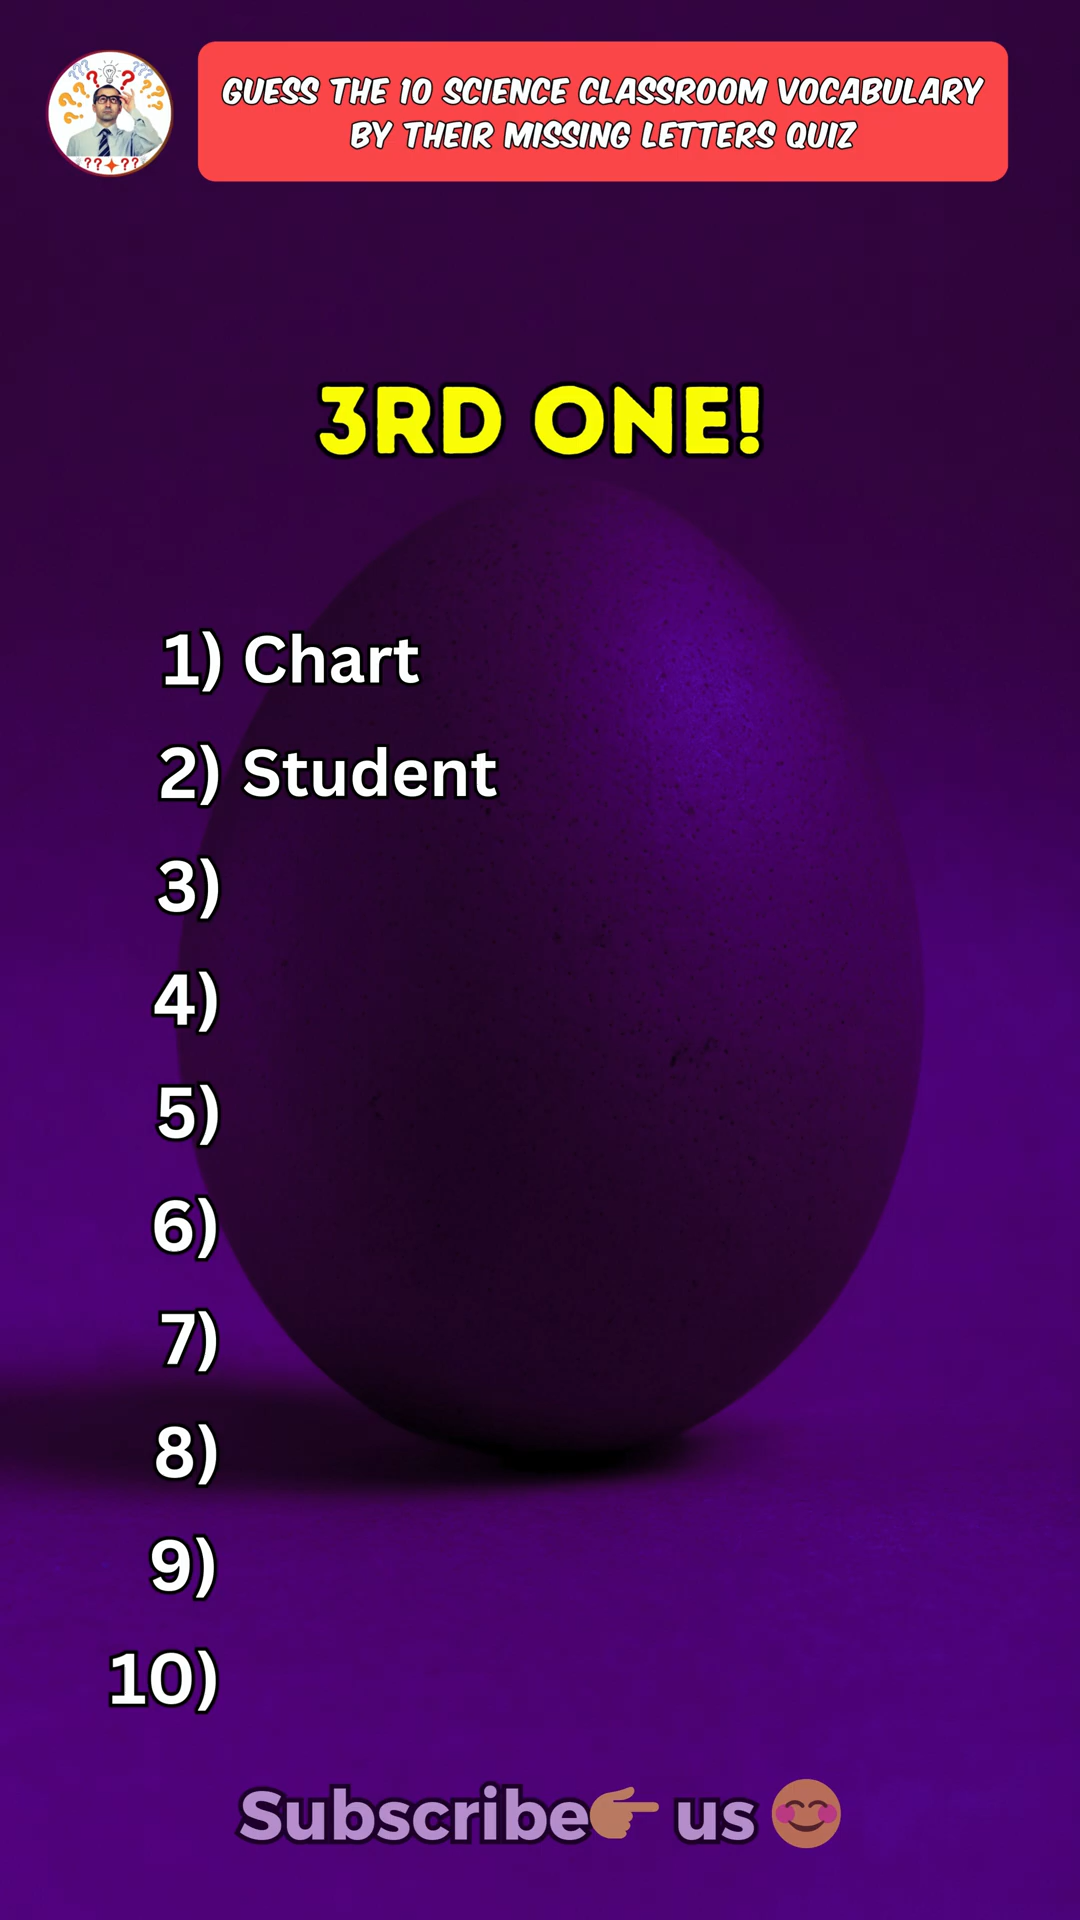 GUESS THE 10 SCIENCE CLASSROOM VOCABULARY
BY THEIR MISSING LETTERS QUIZ
3RD ONE!
1) Chart
2) Student
3)
4)
5)
6)
7)
8)
9)
10)
Subscribe👉 us 😊